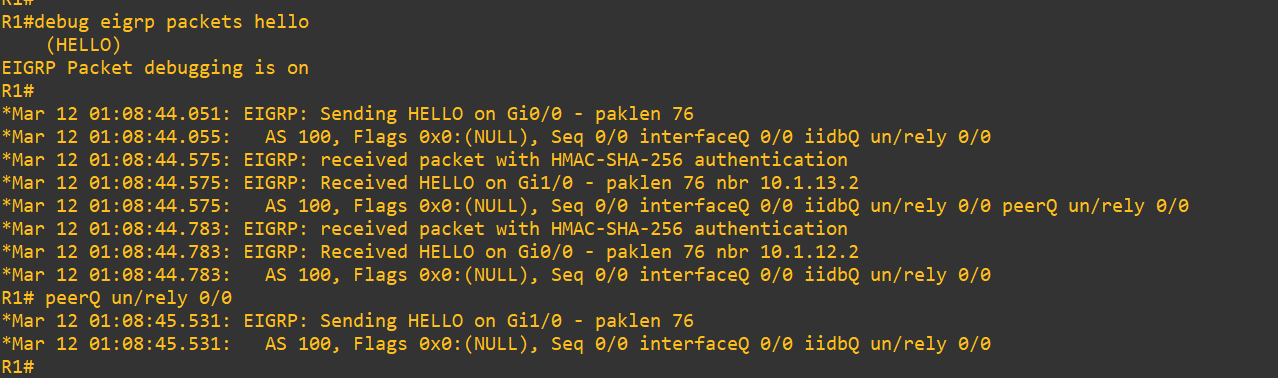 R1#
R1#debug eigrp packets hello
    (HELLO)
EIGRP Packet debugging is on
R1#
*Mar 12 01:08:44.051: EIGRP: Sending HELLO on Gi0/0 - paklen 76
*Mar 12 01:08:44.055:   AS 100, Flags 0x0:(NULL), Seq 0/0 interfaceQ 0/0 iidbQ un/rely 0/0
*Mar 12 01:08:44.575: EIGRP: received packet with HMAC-SHA-256 authentication
*Mar 12 01:08:44.575: EIGRP: Received HELLO on Gi1/0 - paklen 76 nbr 10.1.13.2
*Mar 12 01:08:44.575:   AS 100, Flags 0x0:(NULL), Seq 0/0 interfaceQ 0/0 iidbQ un/rely 0/0 peerQ un/rely 0/0
*Mar 12 01:08:44.783: EIGRP: received packet with HMAC-SHA-256 authentication
*Mar 12 01:08:44.783: EIGRP: Received HELLO on Gi0/0 - paklen 76 nbr 10.1.12.2
*Mar 12 01:08:44.783:   AS 100, Flags 0x0:(NULL), Seq 0/0 interfaceQ 0/0 iidbQ un/rely 0/0
R1# peerQ un/rely 0/0
*Mar 12 01:08:45.531: EIGRP: Sending HELLO on Gi1/0 - paklen 76
*Mar 12 01:08:45.531:   AS 100, Flags 0x0:(NULL), Seq 0/0 interfaceQ 0/0 iidbQ un/rely 0/0
R1#